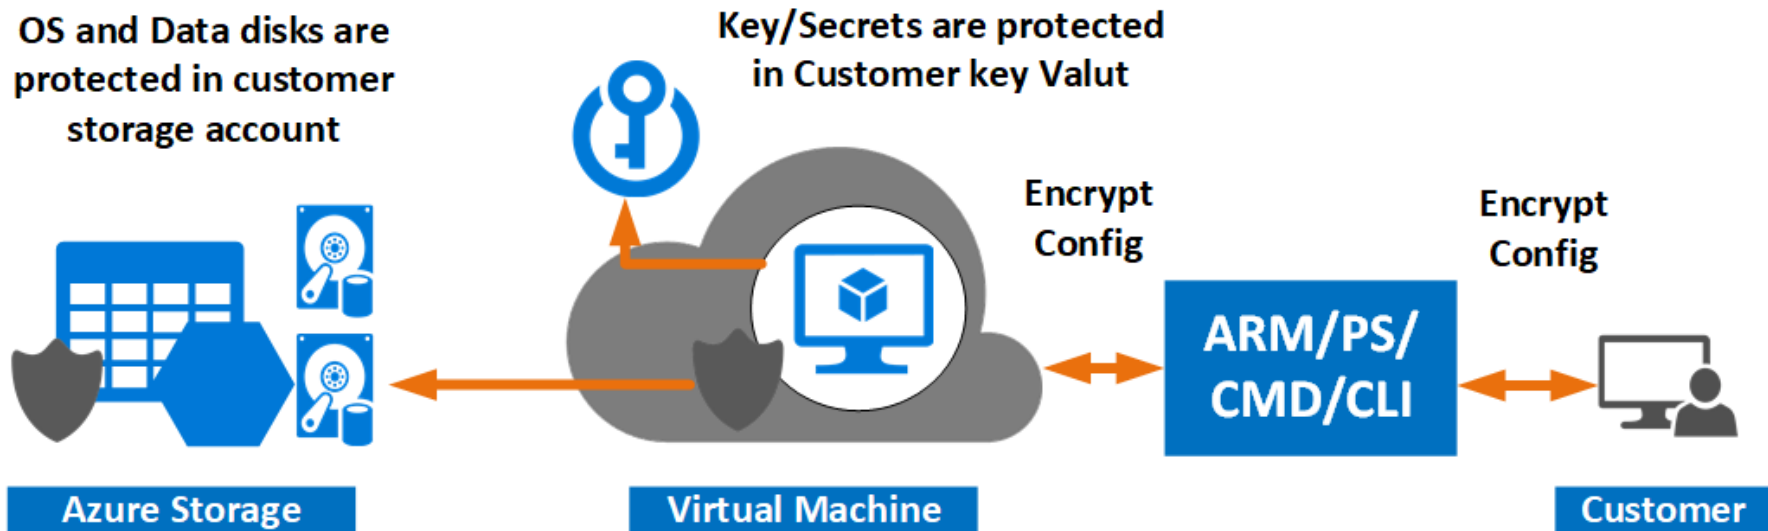 OS and Data disks are
protected in customer
storage account
Key/Secrets are protected
in Customer key Valut
Encrypt
Config
Encrypt
Config
ARM/PS/
CMD/CLI
Azure Storage
Virtual Machine
Customer